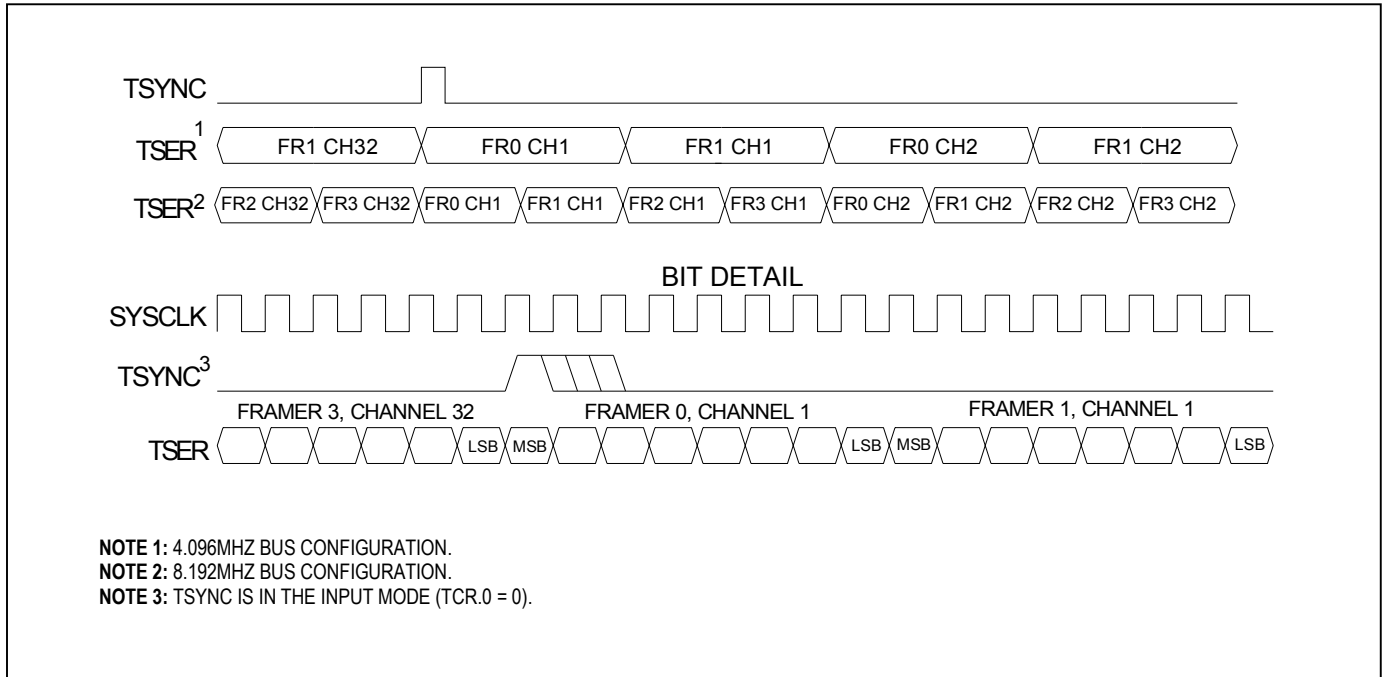 TSYNC
TSER1 FR1 CH32 FR0 CH1 FR1 CH1 FR0 CH2 FR1 CH2
TSER2 FR2 CH32 FR3 CH32 FR0 CH1 FR1 CH1 FR2 CH1 FR3 CH1 FR0 CH2 FR1 CH2 FR2 CH2 FR3 CH2
BIT DETAIL
SYSCLK
TSYNC3
FRAMER 3, CHANNEL 32 FRAMER 0, CHANNEL 1 FRAMER 1, CHANNEL 1
TSER LSB MSB LSB MSB LSB
NOTE 1: 4.096MHZ BUS CONFIGURATION.
NOTE 2: 8.192MHZ BUS CONFIGURATION.
NOTE 3: TSYNC IS IN THE INPUT MODE (TCR.0 = 0).